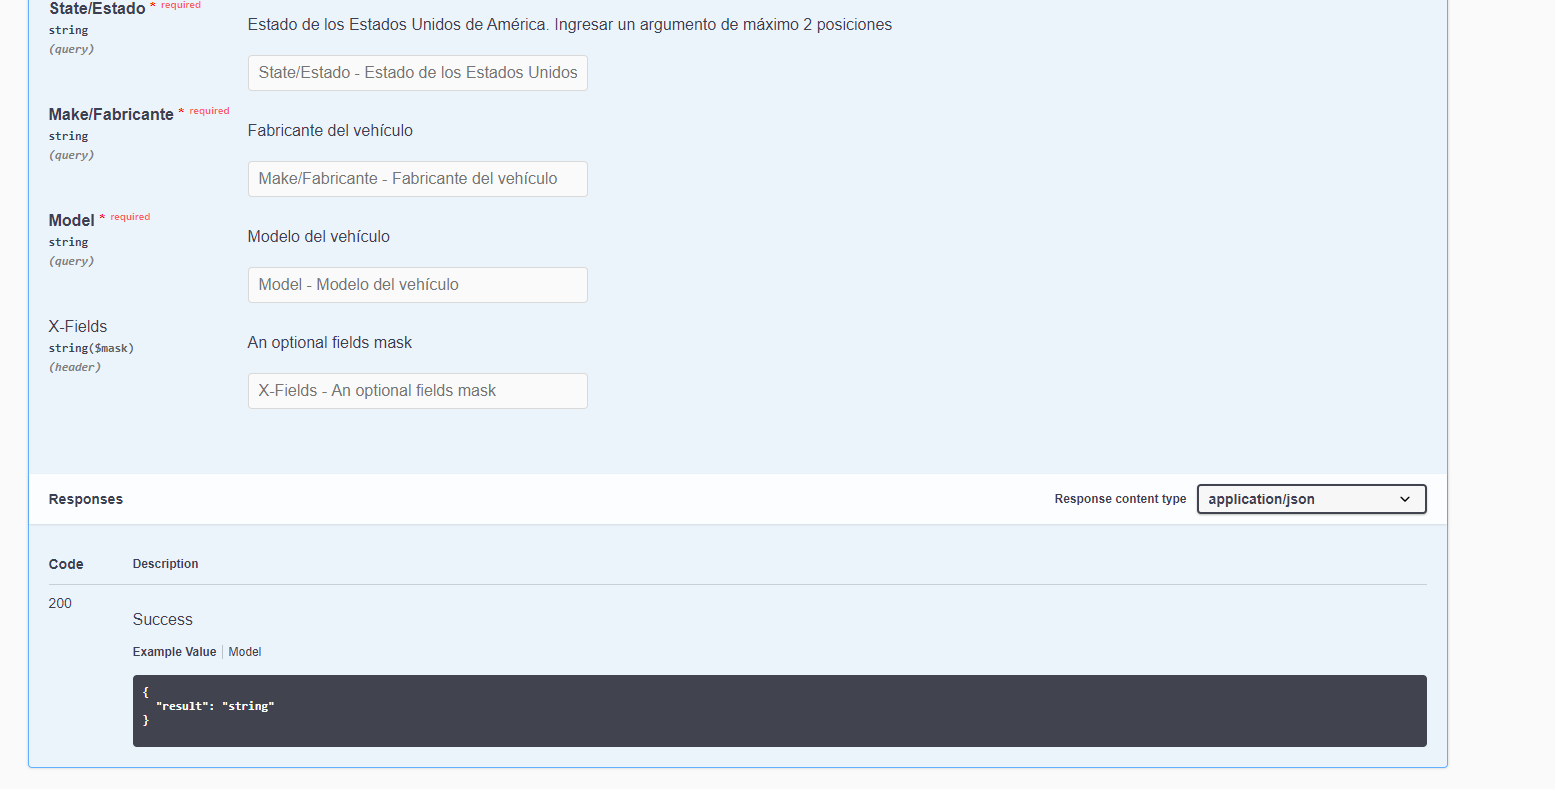 State/Estado * required
string
(query)
Estado de los Estados Unidos de América. Ingresar un argumento de máximo 2 posiciones
State/Estado - Estado de los Estados Unidos
Make/Fabricante * required
string
(query)
Fabricante del vehículo
Make/Fabricante - Fabricante del vehículo
Model * required
string
(query)
Modelo del vehículo
Model - Modelo del vehículo
X-Fields
string($mask)
(header)
An optional fields mask
X-Fields - An optional fields mask
Responses
Response content type
application/json
Code
Description
200
Success
Example Value
Model
{
"result": "string"
}